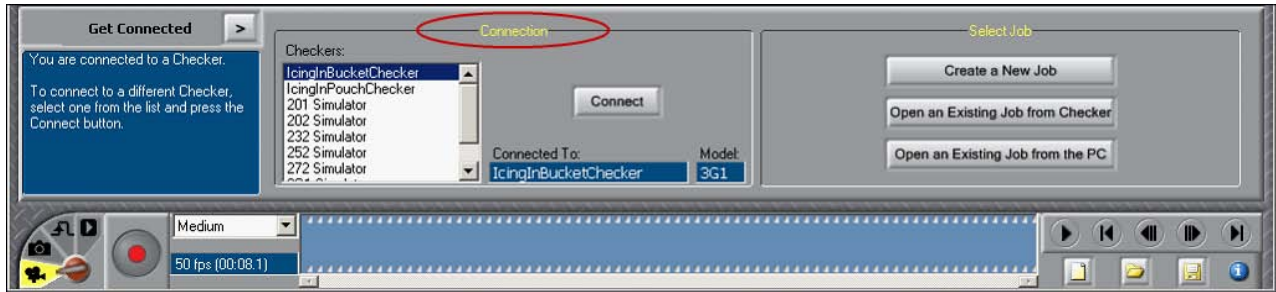 Get Connected
>
You are connected to a Checker.
To connect to a different Checker,
select one from the list and press the
Connect button.
Connection
Checkers:
IcingInBucketChecker
IcingInPouchChecker
201 Simulator
202 Simulator
232 Simulator
252 Simulator
272 Simulator
Connect
Connected To:
Model:
IcingInBucketChecker
3G1
Select Job
Create a New Job
Open an Existing Job from Checker
Open an Existing Job from the PC
Medium
50 fps (00:08.1)